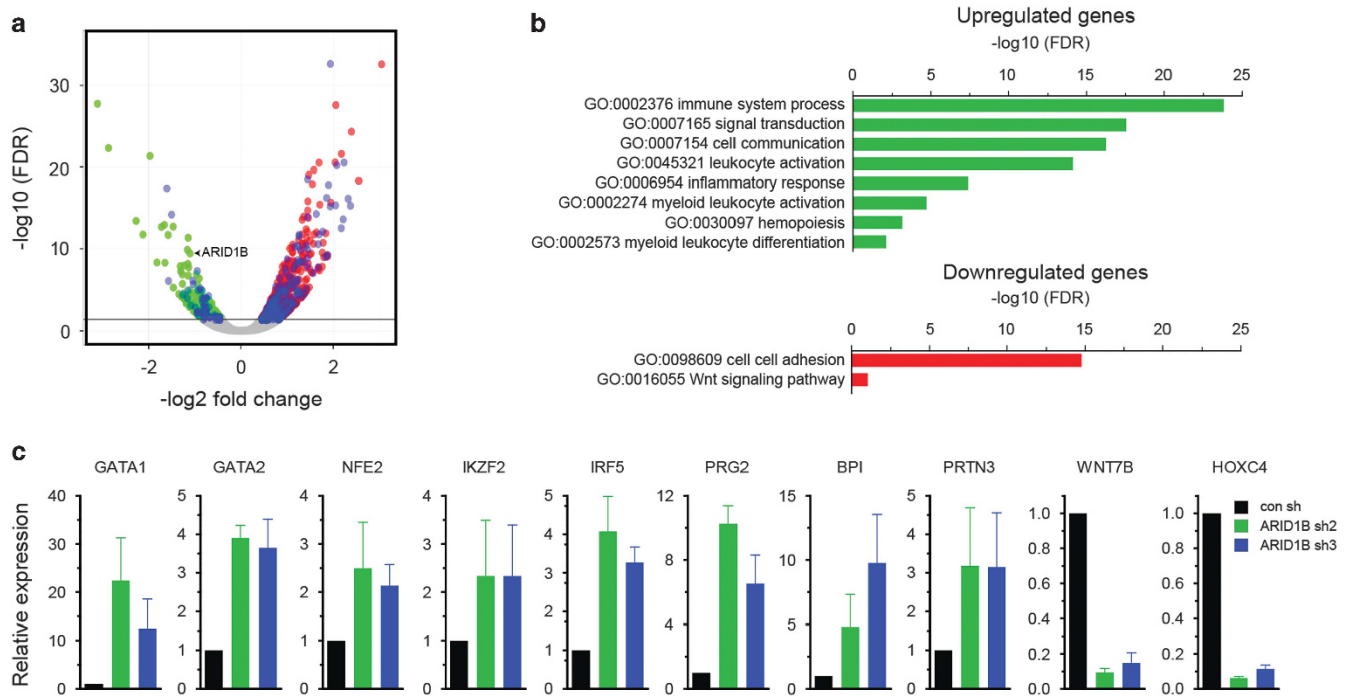 a
-log10 (FDR)
30
20
10
0
ARID1B
-2
0
2
-log2 fold change
b
Upregulated genes
-log10 (FDR)
0 5 10 15 20 25
GO:0002376 immune system process
GO:0007165 signal transduction
GO:0007154 cell communication
GO:0045321 leukocyte activation
GO:0006954 inflammatory response
GO:0002274 myeloid leukocyte activation
GO:0030097 hemopoiesis
GO:0002573 myeloid leukocyte differentiation
Downregulated genes
-log10 (FDR)
0 5 10 15 20 25
GO:0098609 cell cell adhesion
GO:0016055 Wnt signaling pathway
c
Relative expression
GATA1
40
30
20
10
0
GATA2
5
4
3
2
1
0
NFE2
4
3
2
1
0
IKZF2
4
3
2
1
0
IRF5
5
4
3
2
1
0
PRG2
12
8
4
0
BPI
15
10
5
0
PRTN3
5
4
3
2
1
0
WNT7B
1.0
0.8
0.6
0.4
0.2
0.0
HOXC4
1.0
0.8
0.6
0.4
0.2
0.0
con sh
ARID1B sh2
ARID1B sh3